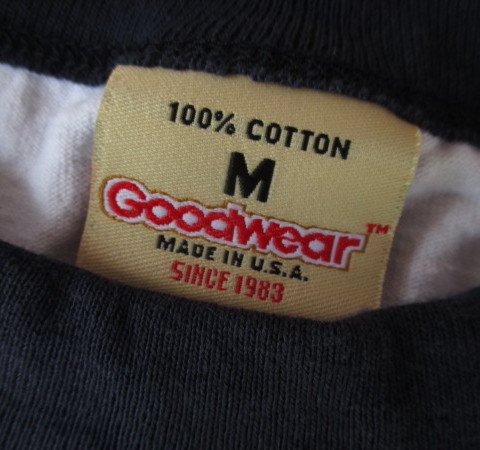 100% COTTON
M
Goodwear™
MADE IN U.S.A.
SINCE 1983